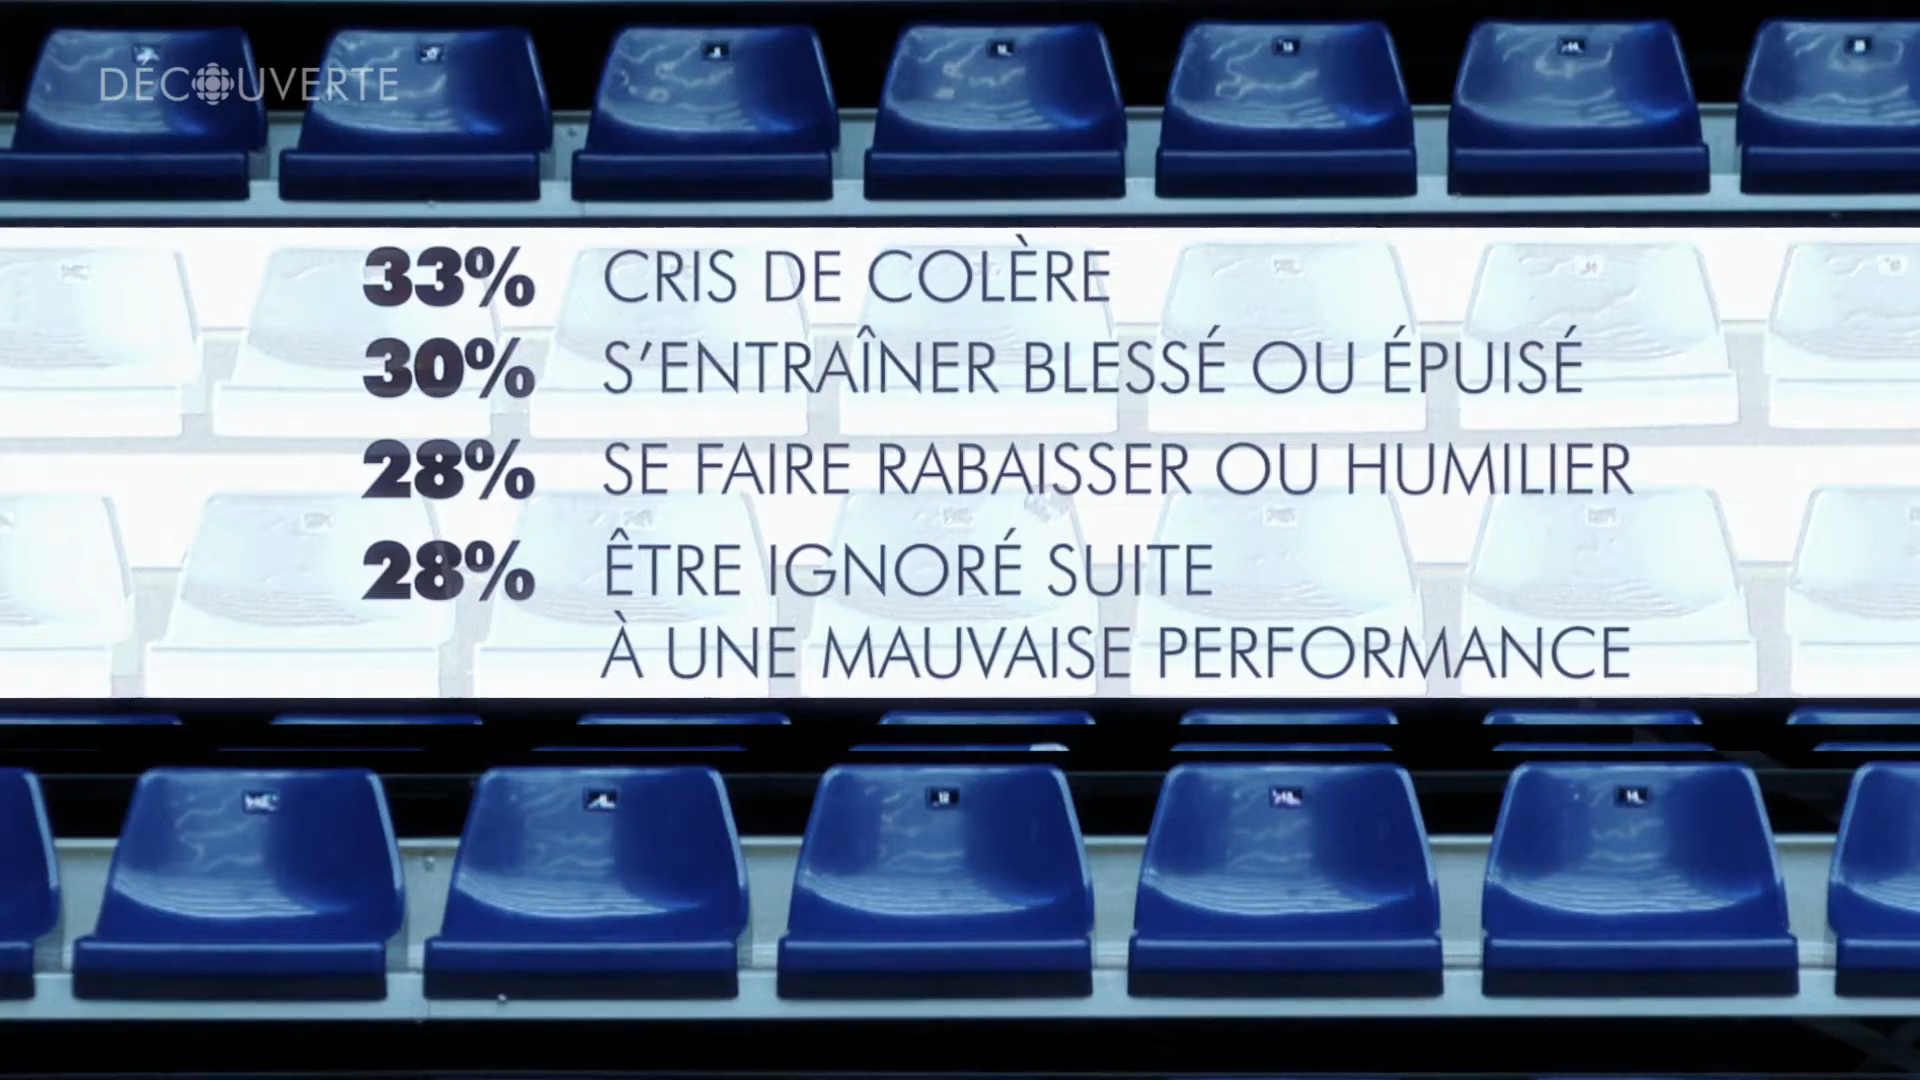 DÉCOUVERTE
33% CRIS DE COLÈRE
30% S'ENTRAÎNER BLESSÉ OU ÉPUISÉ
28% SE FAIRE RABAISSER OU HUMILIER
28% ÊTRE IGNORÉ SUITE
À UNE MAUVAISE PERFORMANCE